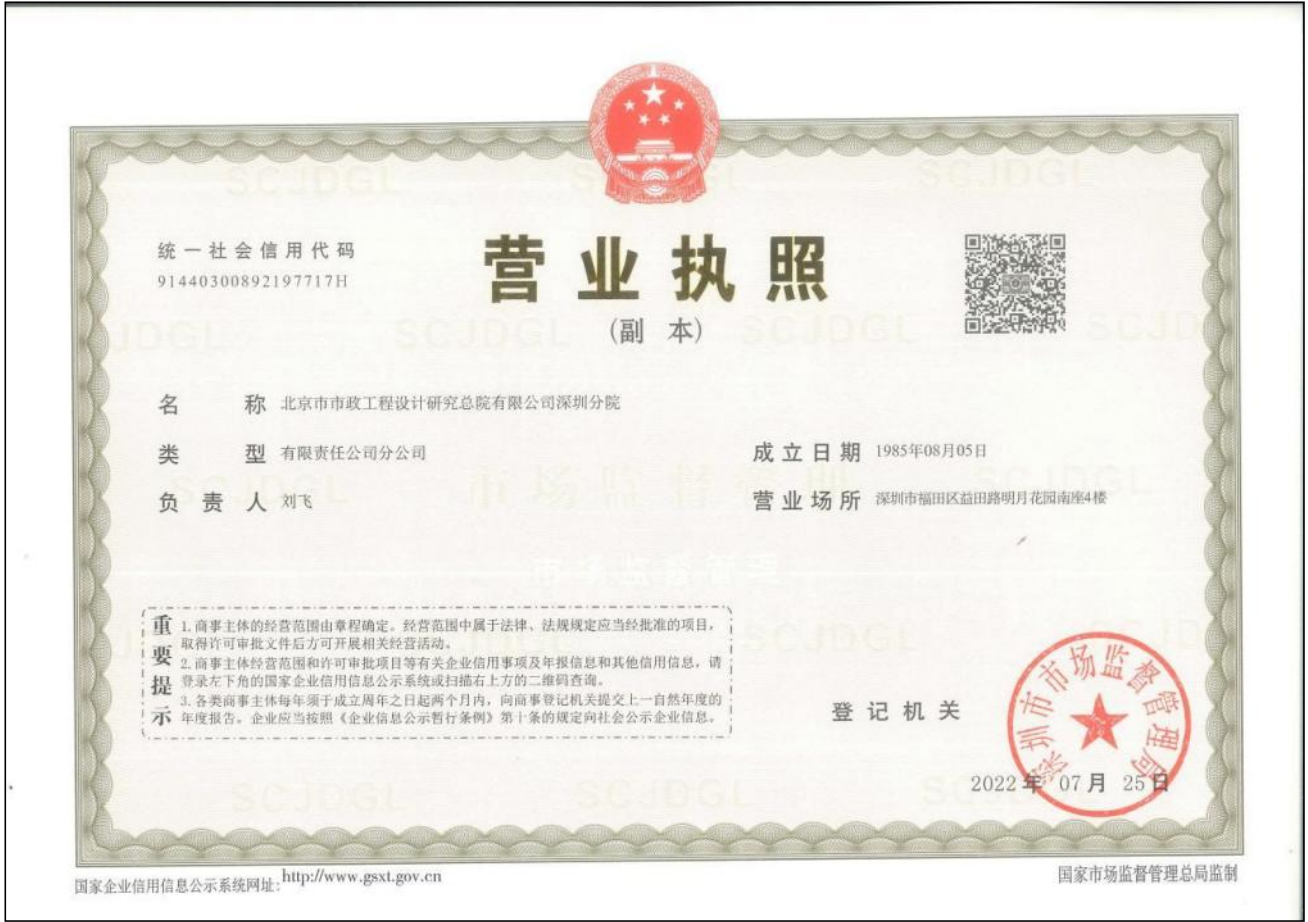 统一社会信用代码
91440300892197717H
营业执照
(副 本)
名 称 北京市市政工程设计研究总院有限公司深圳分院
类 型 有限责任公司分公司
成立日期 1985年08月05日
负责人 刘飞
营业场所 深圳市福田区益田路明月花园南座4楼
重要提示
1.商事主体的经营范围由章程确定。经营范围中属于法律、法规规定应当经批准的项目，
取得许可审批文件后方可开展相关经营活动。
2.商事主体经营范围和许可审批项目等有关企业信用事项及年报信息和其他信用信息，请
登录左下角的国家企业信用信息公示系统或扫描右上方的二维码查询。
3.各类商事主体每年须于成立周年之日起两个月内，向商事登记机关提交上一自然年度的
年度报告。企业应当按照《企业信息公示暂行条例》第十条的规定向社会公示企业信息。
登记机关
深圳市市场监督管理局
2022年07月25日
国家企业信用信息公示系统网址:http://www.gsxt.gov.cn
国家市场监督管理总局监制
SCJDGL
市场监督管理